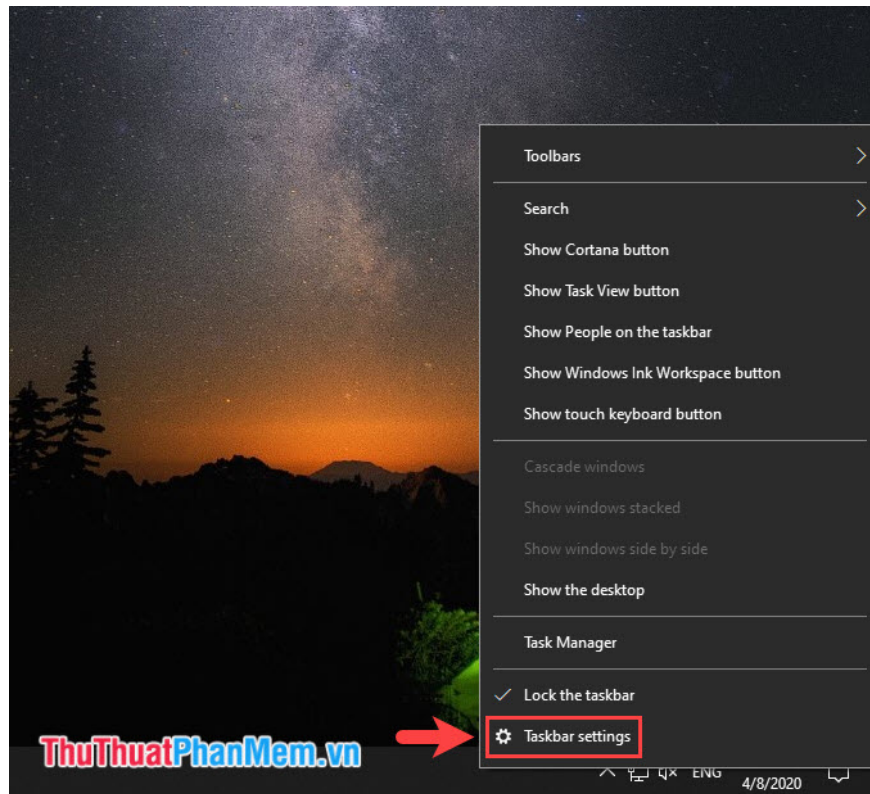 Toolbars
Search
Show Cortana button
Show Task View button
Show People on the taskbar
Show Windows Ink Workspace button
Show touch keyboard button
Cascade windows
Show windows stacked
Show windows side by side
Show the desktop
Task Manager
Lock the taskbar
Taskbar settings
ThuThuatPhanMem.vn
ENG
4/8/2020